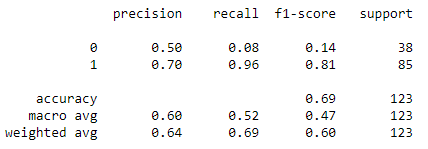 precision recall f1-score support
0 0.50 0.08 0.14 38
1 0.70 0.96 0.81 85
accuracy 0.69 123
macro avg 0.60 0.52 0.47 123
weighted avg 0.64 0.69 0.60 123